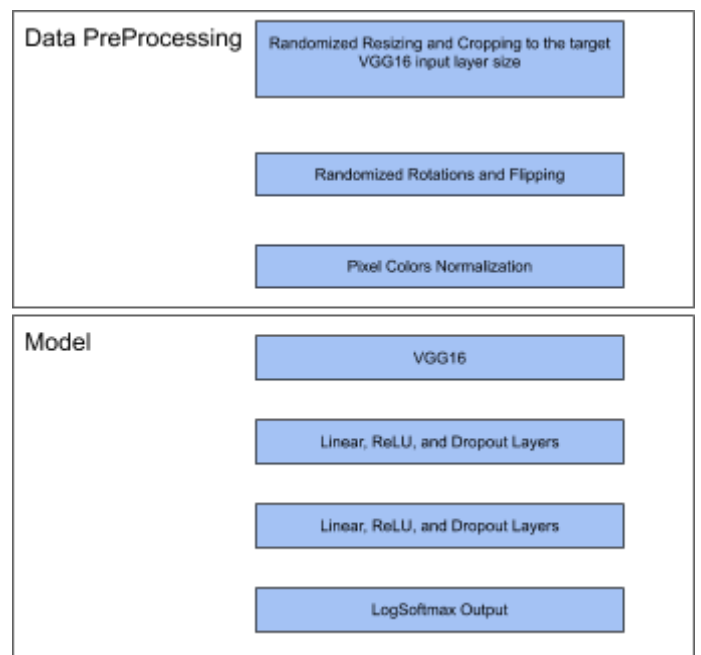 Data PreProcessing
Randomized Resizing and Cropping to the target
VGG16 input layer size
Randomized Rotations and Flipping
Pixel Colors Normalization
Model
VGG16
Linear, ReLU, and Dropout Layers
Linear, ReLU, and Dropout Layers
LogSoftmax Output